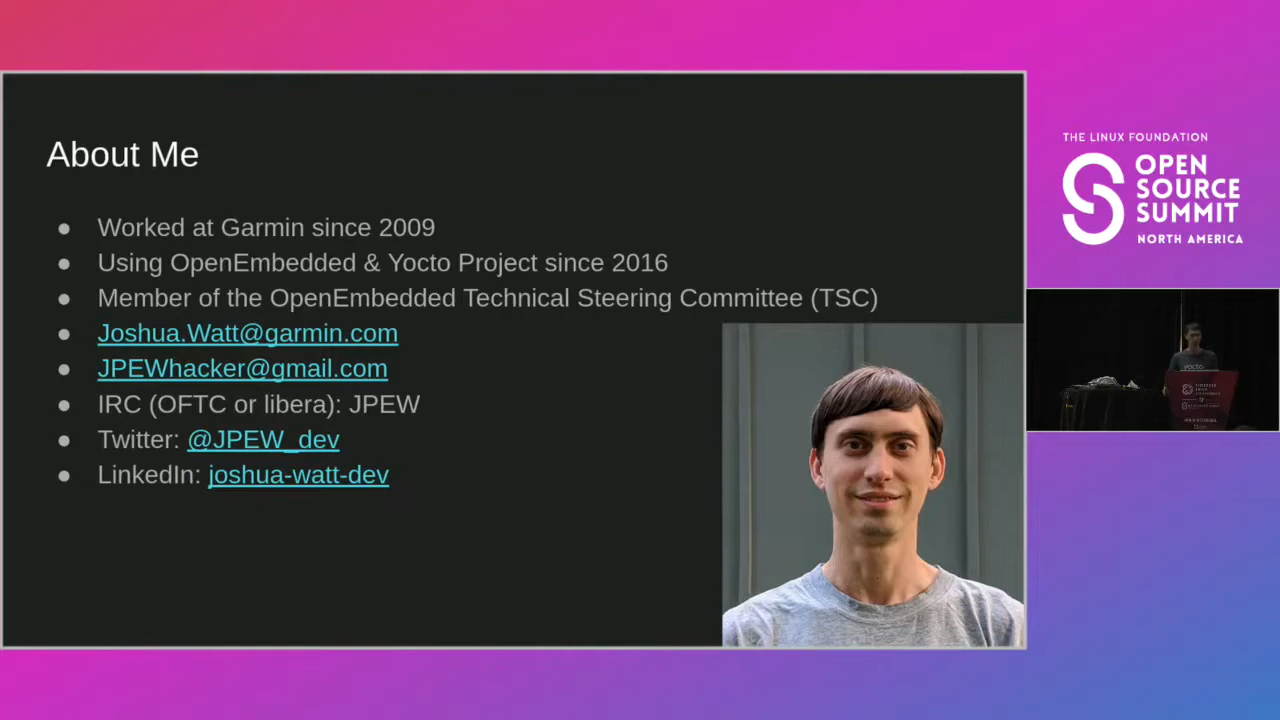 About Me
● Worked at Garmin since 2009
● Using OpenEmbedded & Yocto Project since 2016
● Member of the OpenEmbedded Technical Steering Committee (TSC)
● Joshua.Watt@garmin.com
● JPEWhacker@gmail.com
● IRC (OFTC or libera): JPEW
● Twitter: @JPEW_dev
● LinkedIn: joshua-watt-dev
THE LINUX FOUNDATION
OPEN
SOURCE
SUMMIT
NORTH AMERICA
yocto